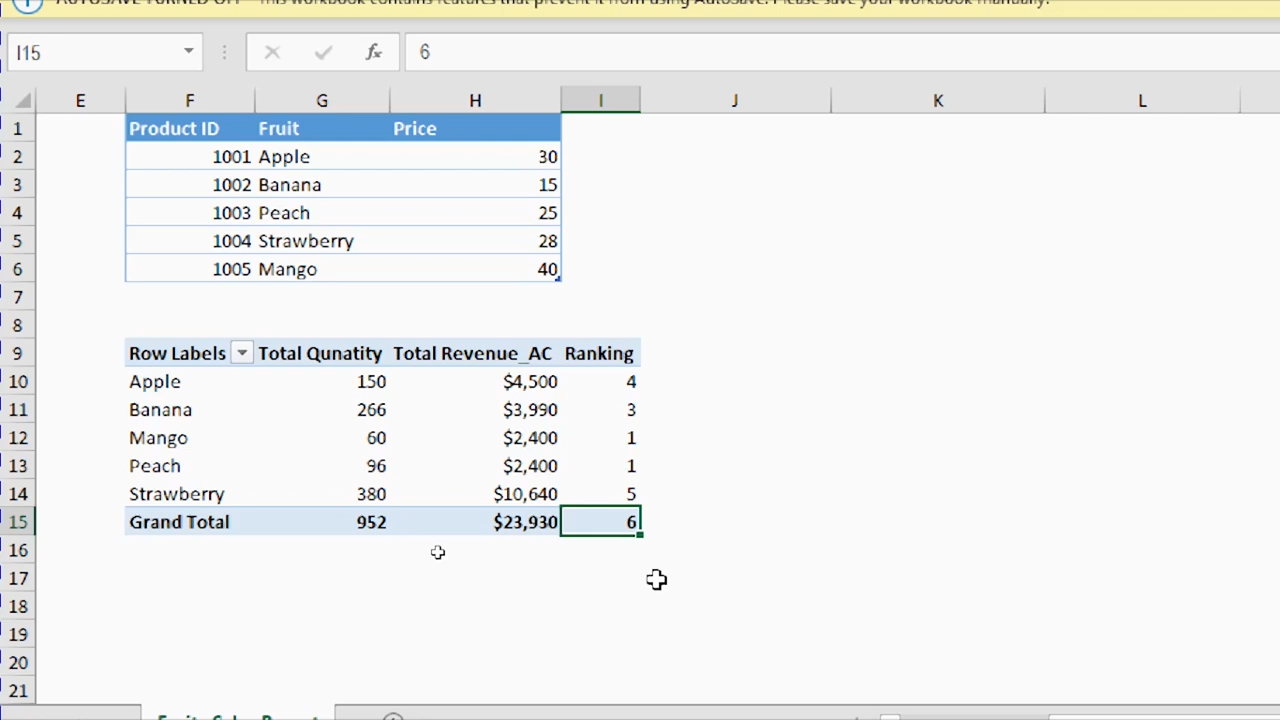 AUTOSAVE TURNED OFF This workbook contains features that prevent it from using AutoSave. Please save your workbook manually.
I15 fx 6
E F G H I J K L
1 Product ID Fruit Price
2 1001 Apple 30
3 1002 Banana 15
4 1003 Peach 25
5 1004 Strawberry 28
6 1005 Mango 40
7
8
9 Row Labels Total Qunatity Total Revenue_AC Ranking
10 Apple 150 $4,500 4
11 Banana 266 $3,990 3
12 Mango 60 $2,400 1
13 Peach 96 $2,400 1
14 Strawberry 380 $10,640 5
15 Grand Total 952 $23,930 6
16
17
18
19
20
21